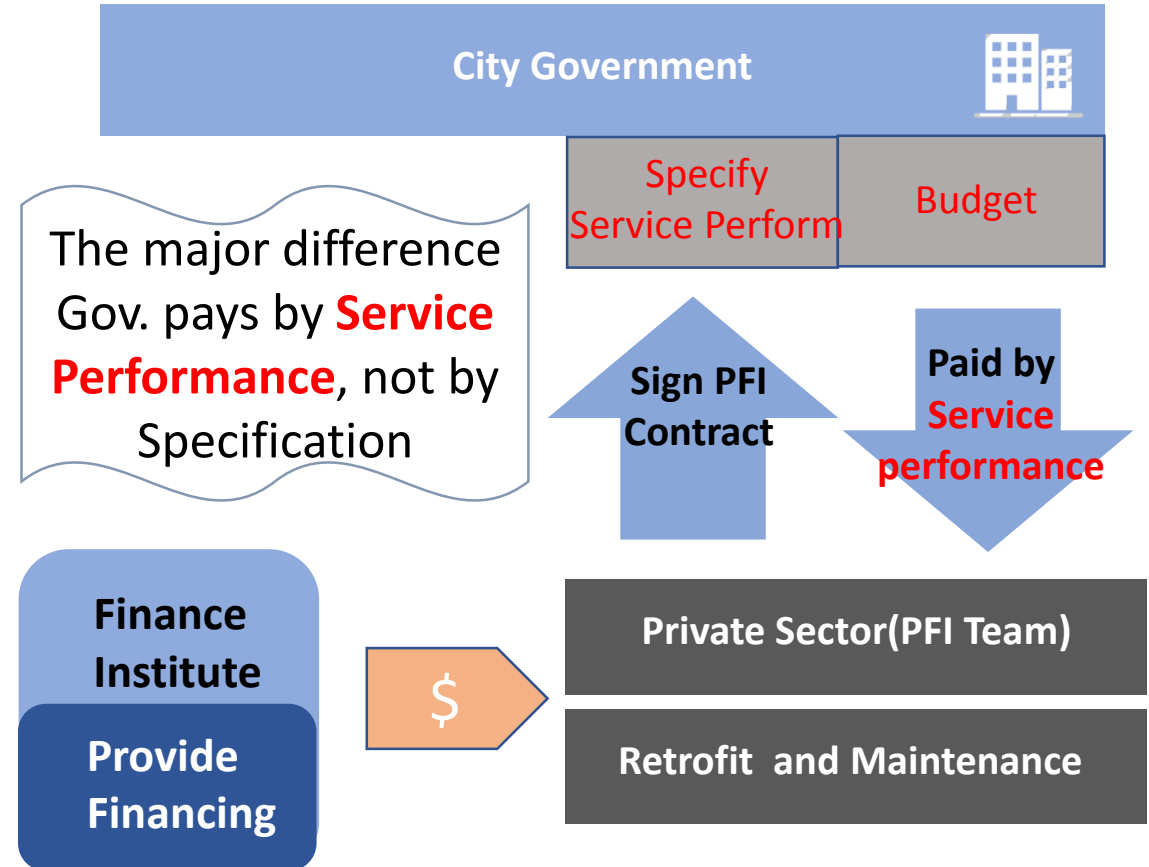 City Government
Specify
Service Perform
Budget
The major difference
Gov. pays by Service
Performance, not by
Specification
Sign PFI
Contract
Paid by
Service
performance
Finance
Institute
Provide
Financing
$
Private Sector(PFI Team)
Retrofit and Maintenance